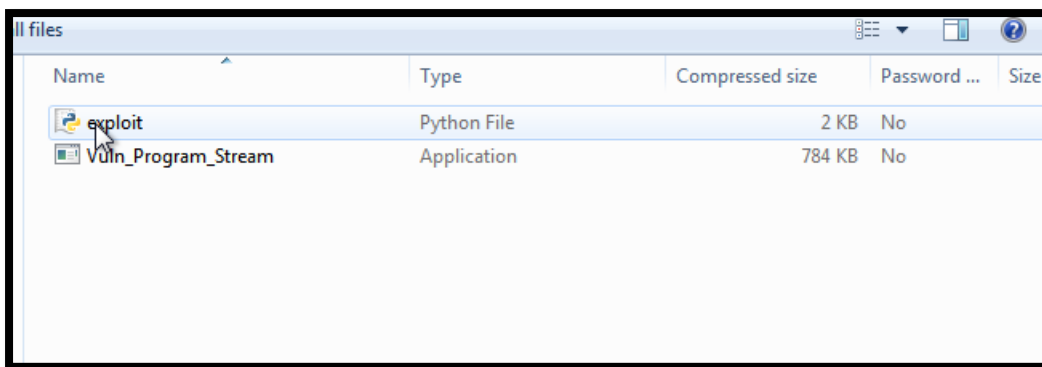 ll files
Name Type Compressed size Password ... Size
exploit Python File 2 KB No
Vuln_Program_Stream Application 784 KB No